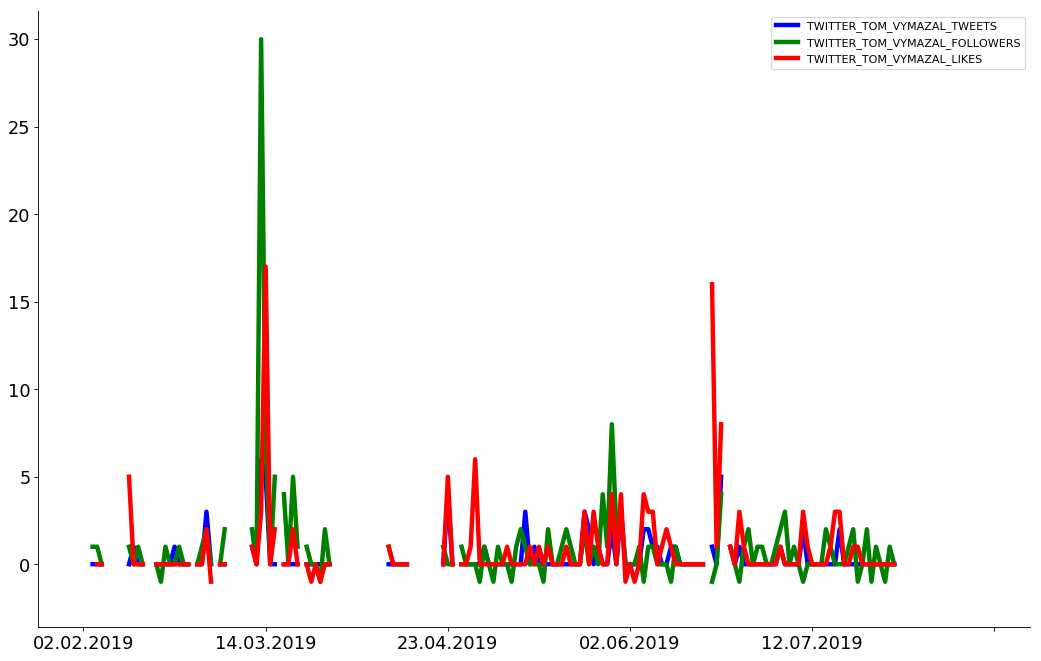 TWITTER_TOM_VYMAZAL_TWEETS
TWITTER_TOM_VYMAZAL_FOLLOWERS
TWITTER_TOM_VYMAZAL_LIKES
30
25
20
15
10
5
0
02.02.2019 14.03.2019 23.04.2019 02.06.2019 12.07.2019